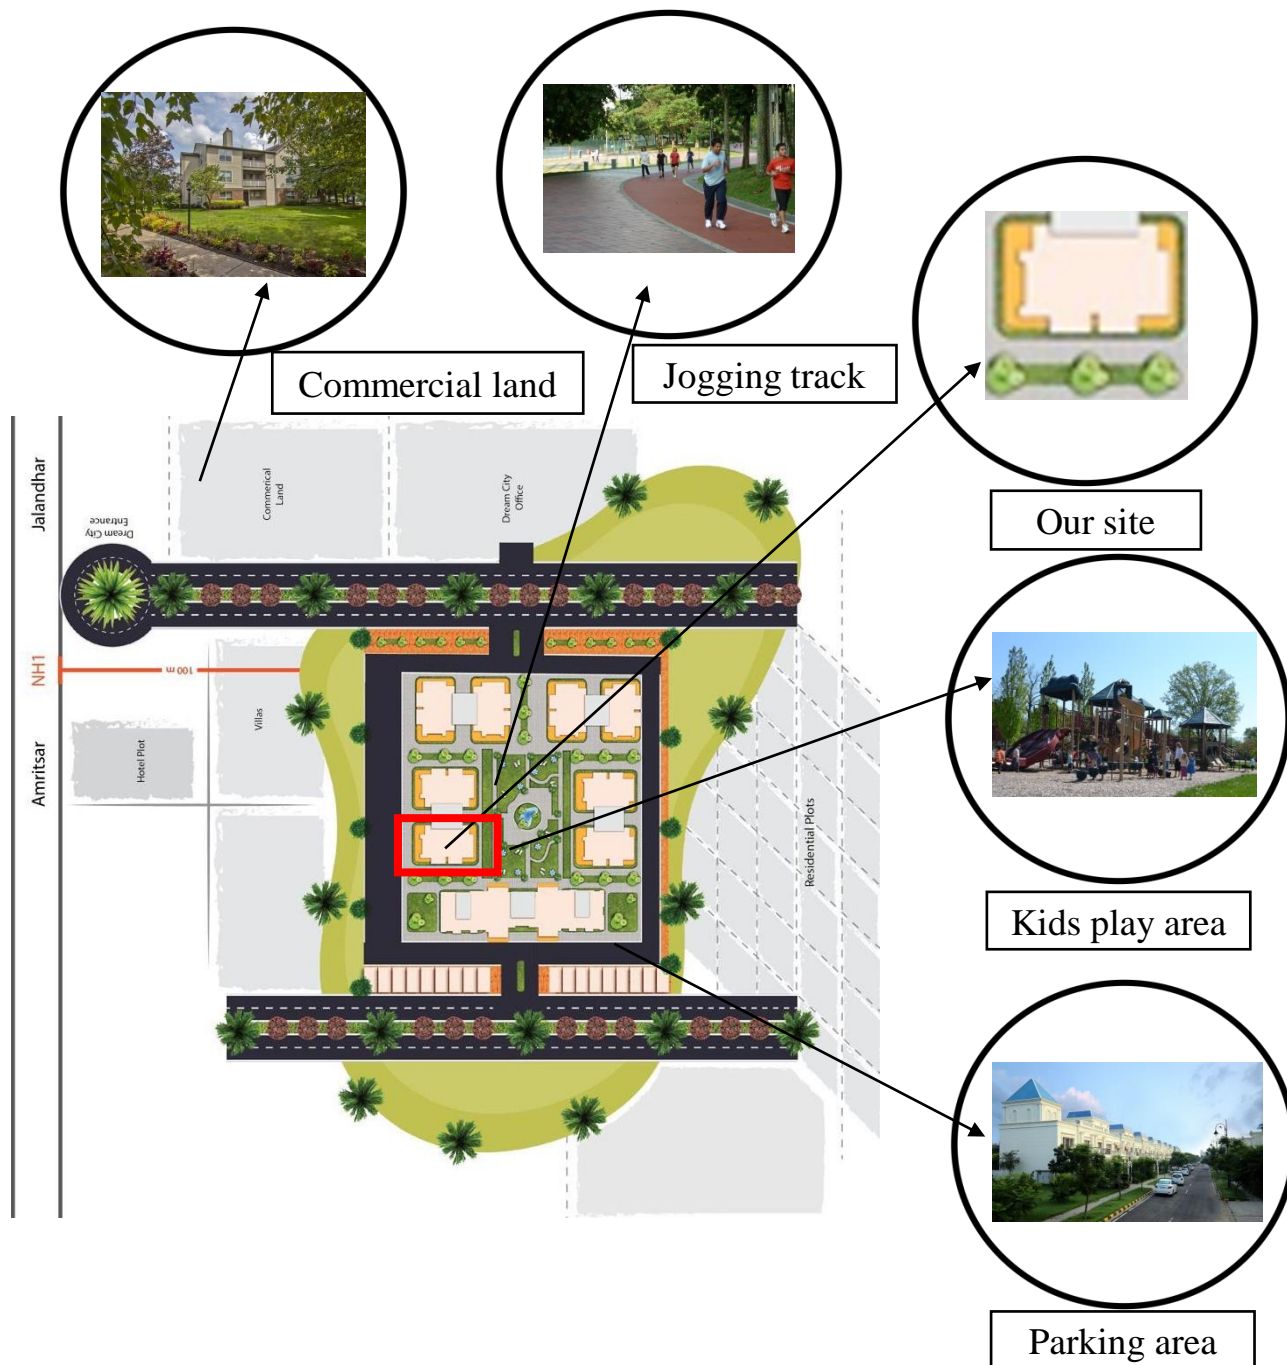 Commercial land
Jogging track
Our site
Kids play area
Parking area
Jalandhar
NH1
Amritsar
Dream City
Entrance
Commerical
Land
Dream City
Office
100 m
Villas
Hotel Plot
Residential Plots